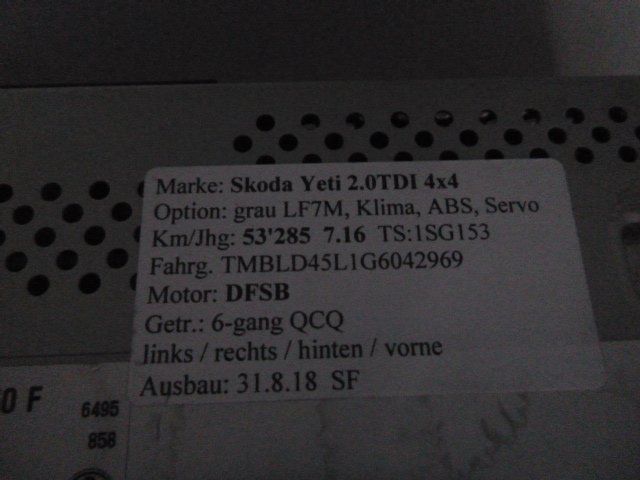 Marke: Skoda Yeti 2.0TDI 4x4
Option: grau LF7M, Klima, ABS, Servo
Km/Jhg: 53'285 7.16 TS:1SG153
Fahrg. TMBLD45L1G6042969
Motor: DFSB
Getr.: 6-gang QCQ
links / rechts / hinten / vorne
Ausbau: 31.8.18 SF
0 F
6495
858